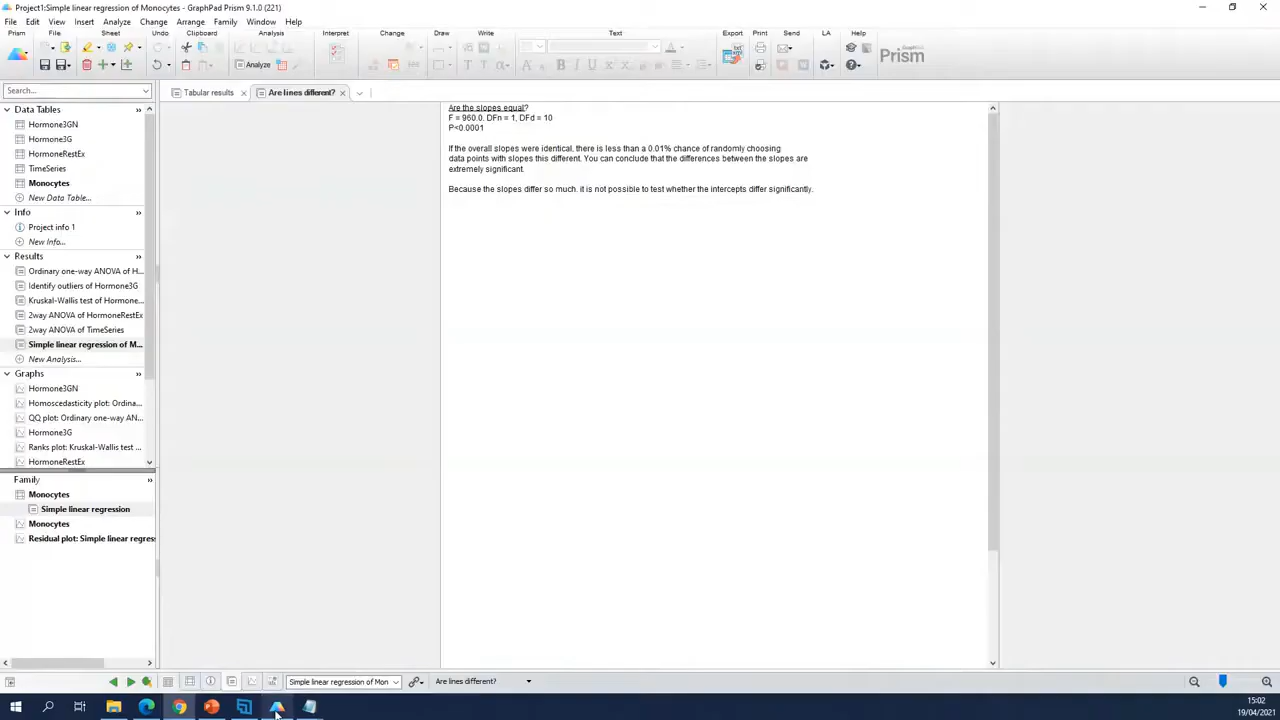 Project1:Simple linear regression of Monocytes - GraphPad Prism 9.1.0 (221)
File Edit View Insert Analyze Change Arrange Family Window Help
Prism File Sheet Undo Clipboard Analysis Interpret Change Draw Write Text Export Print Send LA Help
Analyze
Prism
Search...
Tabular results
Are lines different?
Data Tables
Hormone3GN
Hormone3G
HormoneRestEx
TimeSeries
Monocytes
New Data Table...
Info
Project info 1
New Info...
Results
Ordinary one-way ANOVA of H...
Identify outliers of Hormone3G
Kruskal-Wallis test of Hormone...
2way ANOVA of HormoneRestEx
2way ANOVA of TimeSeries
Simple linear regression of M...
New Analysis...
Graphs
Hormone3GN
Homoscedasticity plot: Ordina...
QQ plot: Ordinary one-way AN...
Hormone3G
Ranks plot: Kruskal-Wallis test ...
HormoneRestEx
Family
Monocytes
Simple linear regression
Monocytes
Residual plot: Simple linear regres
Are the slopes equal?
F = 960.0. DFn = 1, DFd = 10
P<0.0001
If the overall slopes were identical, there is less than a 0.01% chance of randomly choosing
data points with slopes this different. You can conclude that the differences between the slopes are
extremely significant.
Because the slopes differ so much. it is not possible to test whether the intercepts differ significantly.
Simple linear regression of Mon
Are lines different?
15:02
19/04/2021